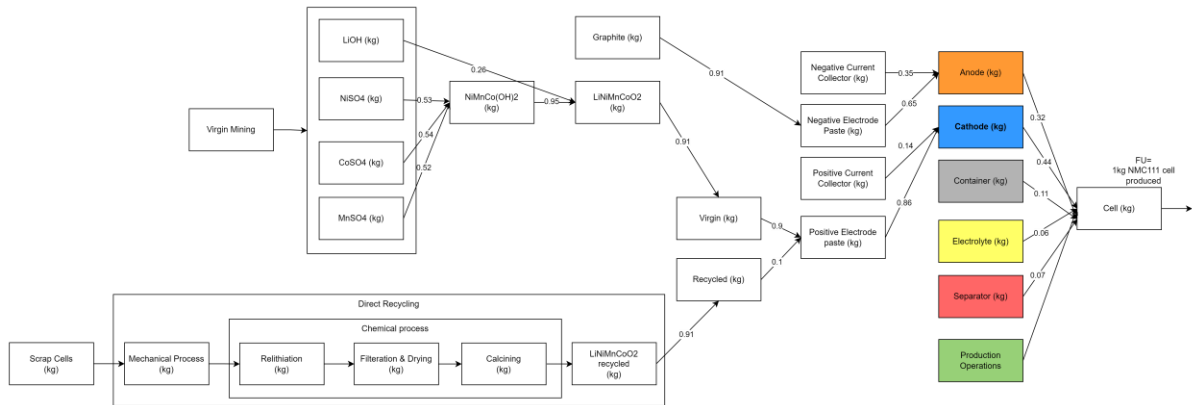 LiOH (kg)
NiSO4 (kg)
CoSO4 (kg)
MnSO4 (kg)
Virgin Mining
0.26
0.53
0.54
0.52
NiMnCo(OH)2
(kg)
0.95
LiNiMnCoO2
(kg)
0.91
Graphite (kg)
0.91
Virgin (kg)
0.9
Recycled (kg)
0.1
Negative Current
Collector (kg)
0.35
Negative Electrode
Paste (kg)
0.65
Positive Current
Collector (kg)
0.14
Positive Electrode
paste (kg)
0.86
Anode (kg)
0.32
Cathode (kg)
0.44
Container (kg)
0.11
Electrolyte (kg)
0.06
Separator (kg)
0.07
Production
Operations
FU=
1kg NMC111 cell
produced
Cell (kg)
Direct Recycling
Chemical process
Scrap Cells
(kg)
Mechanical Process
(kg)
Relithiation
(kg)
Filteration & Drying
(kg)
Calcining
(kg)
LiNiMnCoO2
recycled
(kg)
0.91